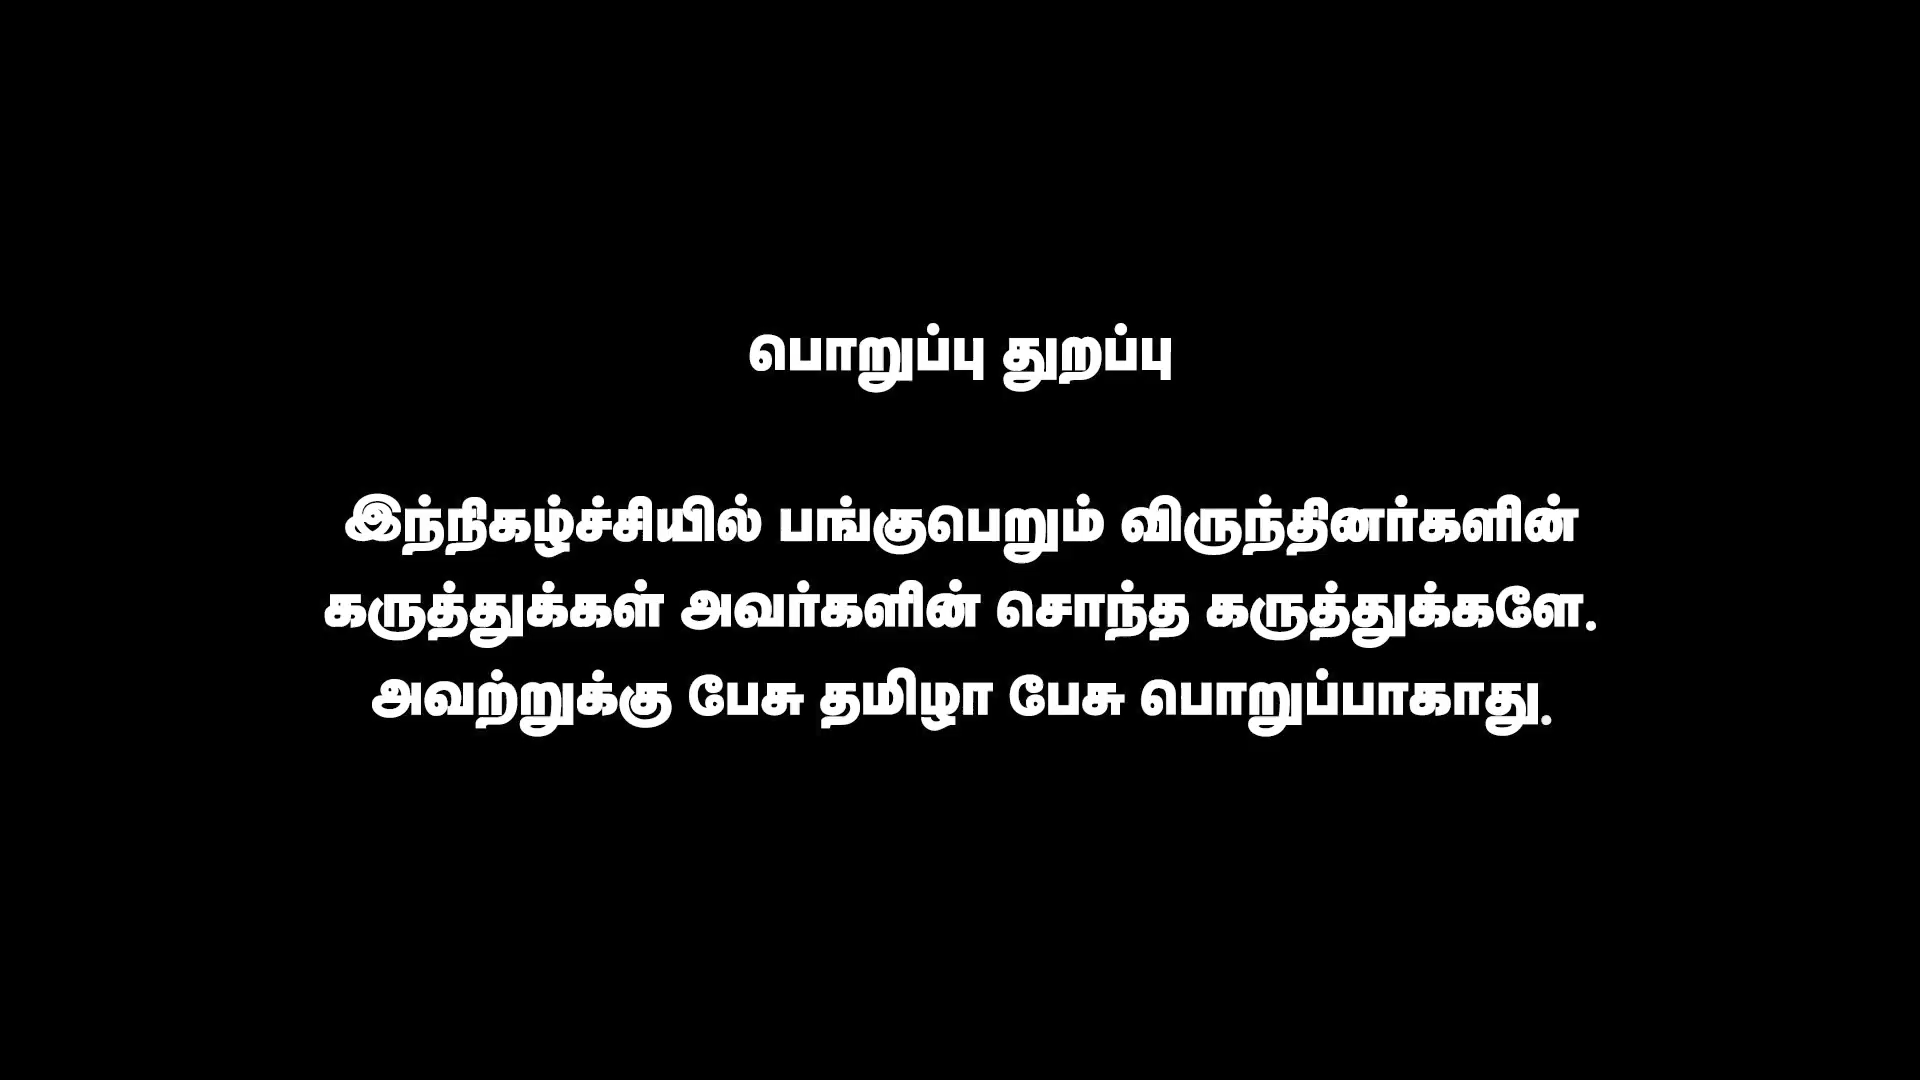 பொறுப்பு துறப்பு
இந்நிகழ்ச்சியில் பங்குபெறும் விருந்தினர்களின்
கருத்துக்கள் அவர்களின் சொந்த கருத்துக்களே.
அவற்றுக்கு பேசு தமிழா பேசு பொறுப்பாகாது.